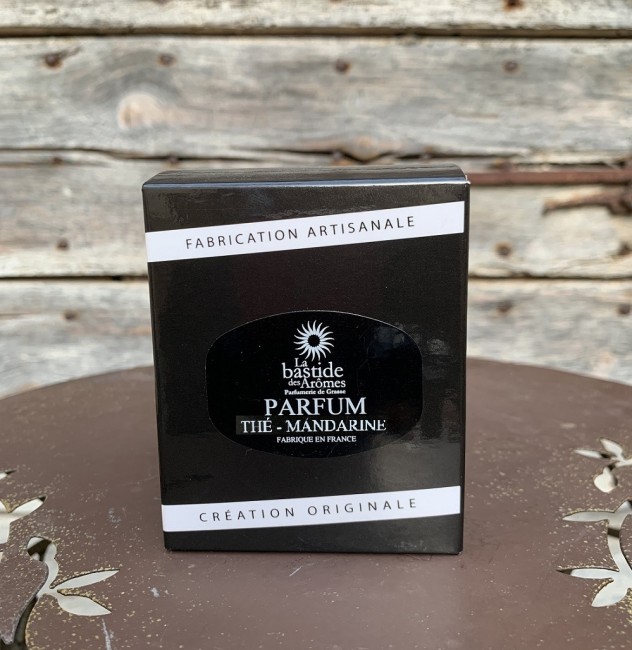 FABRICATION ARTISANALE
La
bastide
des Arômes
Parfumerie de Grasse
PARFUM
THÉ - MANDARINE
FABRIQUE EN FRANCE
CRÉATION ORIGINALE